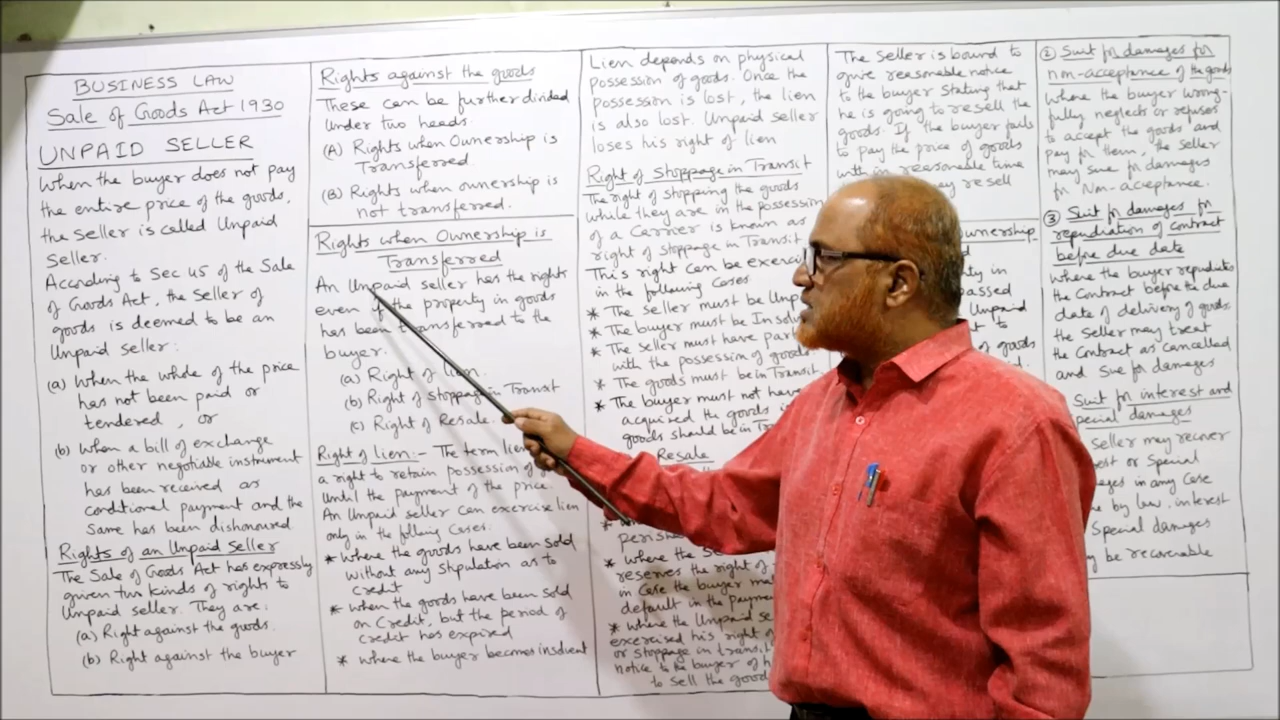 BUSINESS LAW
Sale of Goods Act 1930
UNPAID SELLER
When the buyer does not pay
the entire price of the goods,
the seller is called Unpaid
Seller.
According to Sec 45 of the Sale
of Goods Act, the Seller of
goods is deemed to be an
Unpaid seller:
(a) When the whole of the price
has not been paid or
tendered, or
(b) When a bill of exchange
or other negotiable instrument
has been received as
conditional payment and the
Same has been dishonoured
Rights of an Unpaid Seller
The Sale of Goods Act has expressly
given two kinds of rights to
Unpaid seller. They are:
(a) Right against the goods.
(b) Right against the buyer
Rights against the goods
These can be further divided
Under two heads.
(A) Rights when Ownership is
Transferred
(B) Rights when ownership is
not transferred.
Rights when Ownership is
Transferred
An Unpaid seller has the rights
even if the property in goods
has been transferred to the
buyer.
(a) Right of lien.
(b) Right of stoppage in Transit
(c) Right of Resale.
Right of lien:- The term lien
a right to retain possession of
Until the payment of the price.
An Unpaid seller can exercise lien
only in the following Cases.
* Where the goods have been sold
without any Stipulation as to
credit
* When the goods have been sold
on Credit, but the period of
Credit has expired
* where the buyer becomes insolvent
Lien depends on physical
possession of goods. Once the
possession is lost, the lien
is also lost. Unpaid seller
loses his right of lien
Right of Stoppage in Transit
The right of stopping the goods
while they are in the possession
of a Carrier is known as
right of stoppage in Transit.
This right can be
in the following Cases
* The seller must be
* The buyer must be
* The seller must have
with the possession of goods
* The goods must be in Transit
* The buyer must not have
acquired the goods
goods should be in
Resale
* where the
reserves the right of
in Case the buyer
default in the
* where the Unpaid
exercised his right of
or Stoppage in
notice to the buyer of
to sell the
The Seller is bound to
give reasonable notice
to the buyer stating that
he is going to resell the
goods. If the buyer fails
to pay the price of goods
with in reasonable time
resell
ownership
in
passed
Unpaid
to
of goods
② Suit for damages for
non-acceptance of the goods
where the buyer wrong-
fully neglects or refuses
to accept the goods and
pay for them, the seller
may sue for damages
for Non-acceptance.
③ Suit for damages for
repudiation of contract
before due date
where the buyer repudiates
the Contract before the due
date of delivery of goods.
the Seller may treat
the Contract as cancelled
and Sue for damages
Suit for interest and
damages
Seller may recover
or Special
in any Case
by law. interest
Special damages
be recoverable